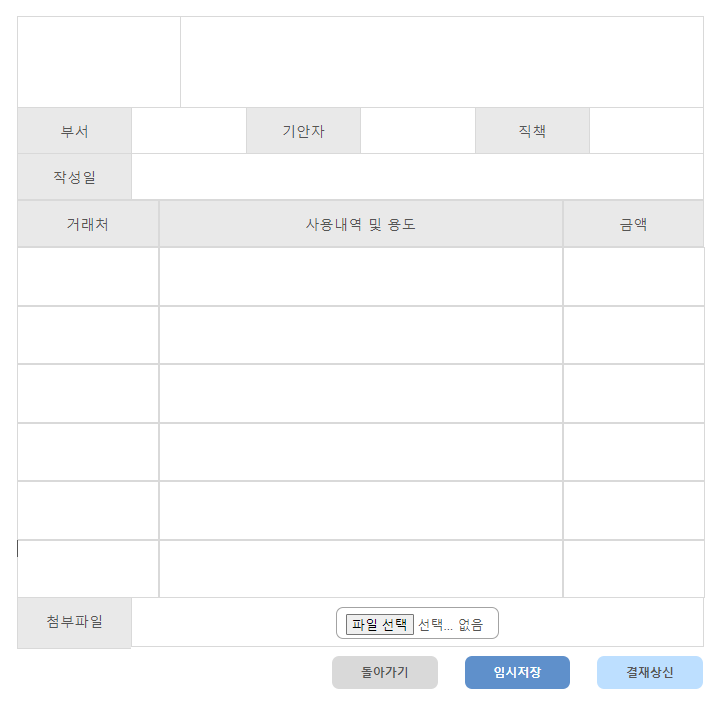 부서 기안자 직책
작성일
거래처 사용내역 및 용도 금액
첨부파일 파일 선택 선택... 없음
돌아가기 임시저장 결재상신